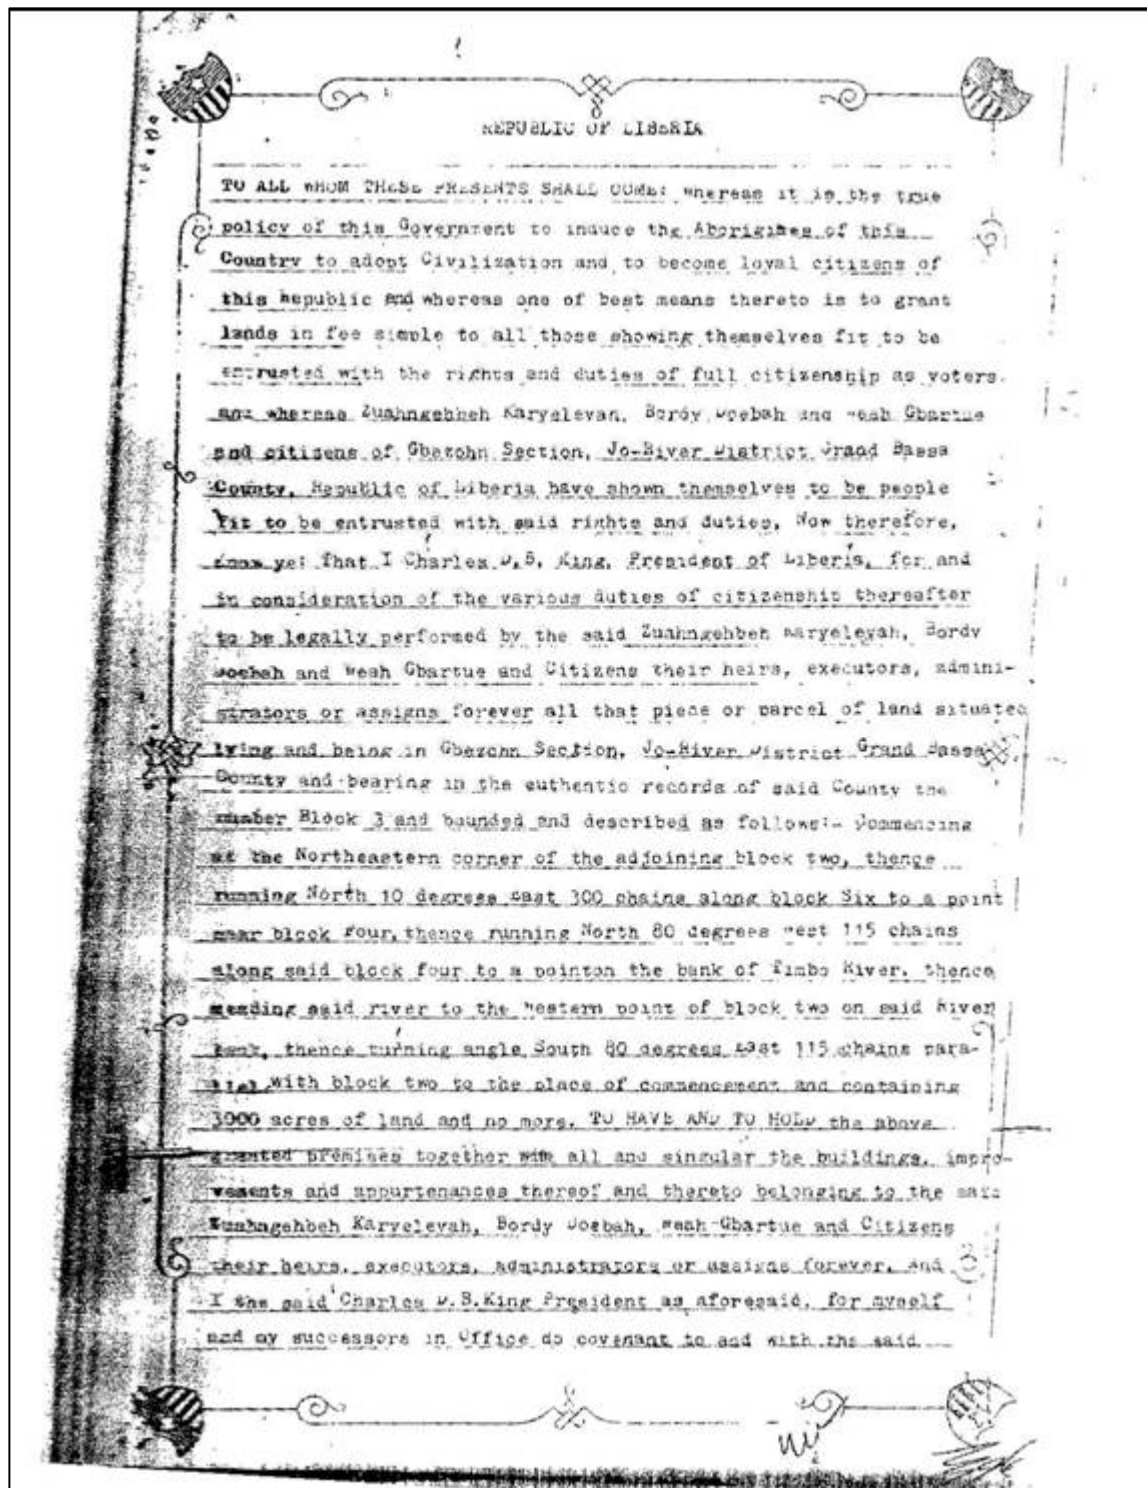 REPUBLIC OF LIBERIA
TO ALL WHOM THESE PRESENTS SHALL COME: whereas it is the true
policy of this Government to induce the Aborigines of this
Country to adopt Civilization and to become loyal citizens of
this Republic and whereas one of best means thereto is to grant
lands in fee simple to all those showing themselves fit to be
entrusted with the rights and duties of full citizenship as voters.
and whereas Zuahngehbeh Karyelevah, Bordy Doebah and Weah Gbartue
and citizens of Gbezohn Section, Jo-River District Grand Bassa
County, Republic of Liberia have shown themselves to be people
fit to be entrusted with said rights and duties. Now therefore,
know ye: That I Charles D.B. King, President of Liberia, for and
in consideration of the various duties of citizenship thereafter
to be legally performed by the said Zuahngehbeh Karyelevah, Bordy
Doebah and Weah Gbartue and Citizens their heirs, executors, admini-
strators or assigns forever all that piece or parcel of land situated
lying and being in Gbezohn Section, Jo-River District Grand Bassa
County and bearing in the authentic records of said County the
number Block 3 and bounded and described as follows:- Commencing
at the Northeastern corner of the adjoining block two, thence
running North 10 degrees East 300 chains along block Six to a point
near block Four, thence running North 80 degrees West 115 chains
along said block four to a pointon the bank of Timbo River, thence
meading said river to the Western point of block two on said River
bank, thence turning angle South 80 degrees East 115 chains para-
llel with block two to the place of commencement and containing
3000 acres of land and no more. TO HAVE AND TO HOLD the above
granted premises together with all and singular the buildings, impro-
vements and appurtenances thereof and thereto belonging to the said
Zuahngehbeh Karyelevah, Bordy Doebah, Weah Gbartue and Citizens
their heirs, executors, administrators or assigns forever, and
I the said Charles D.B.King President as aforesaid, for myself
and my successors in Office do covenant to and with the said